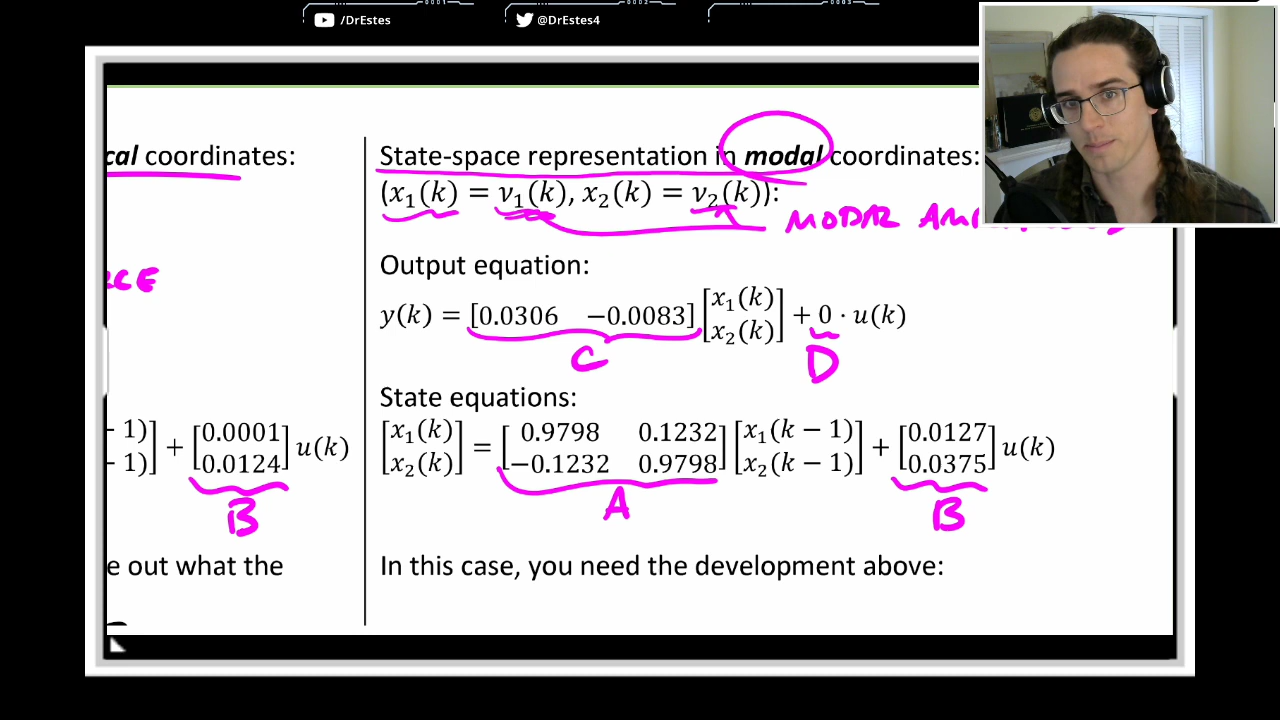 /DrEstes
@DrEstes4
cal coordinates:
CE
− 1)
− 1)] + [0.0001 0.0124] u(k)
B
e out what the
State-space representation in modal coordinates:
(x₁(k) = ν₁(k), x₂(k) = ν₂(k)):
MODAL
Output equation:
y(k) = [0.0306 −0.0083] [x₁(k) x₂(k)] + 0 · u(k)
C D
State equations:
[x₁(k) x₂(k)] = [0.9798 0.1232 −0.1232 0.9798] [x₁(k − 1) x₂(k − 1)] + [0.0127 0.0375] u(k)
A B
In this case, you need the development above: